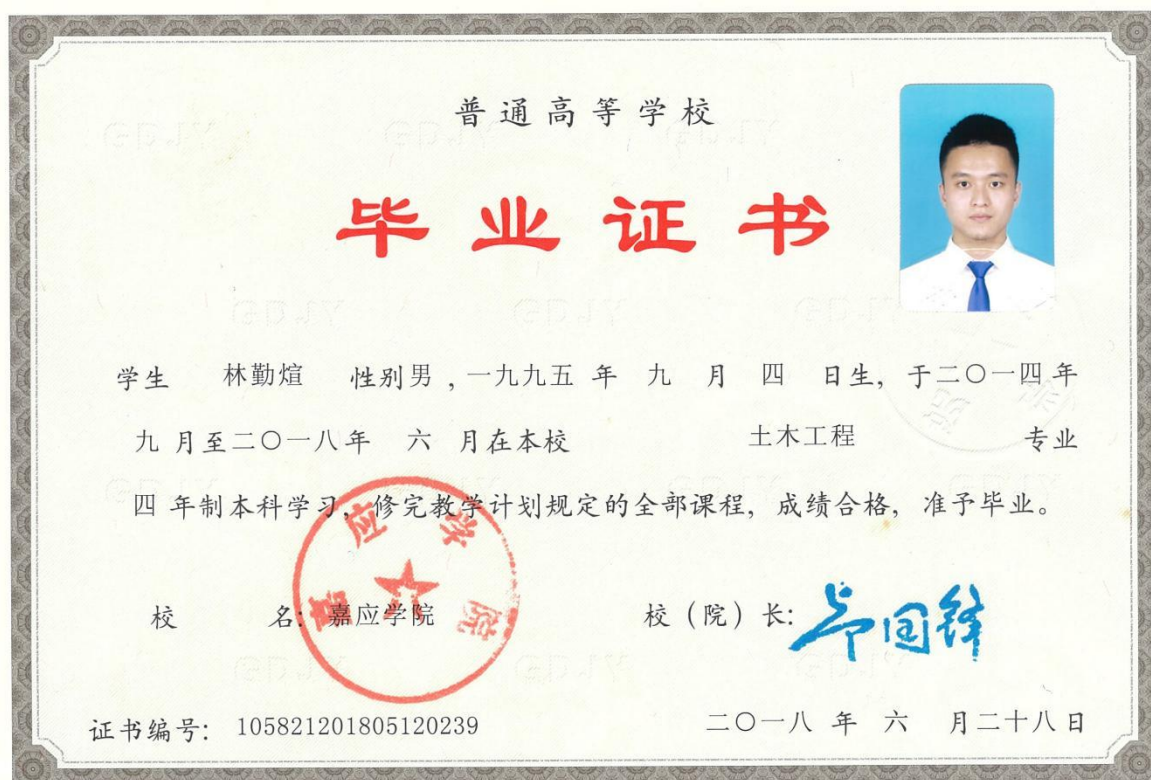 普通高等学校
毕业证书
学生 林勤煊 性别男，一九九五 年 九 月 四 日生，于二〇一四年
九 月至二〇一八年 六 月在本校 土木工程 专业
四 年制本科学习，修完教学计划规定的全部课程，成绩合格，准予毕业。
嘉应学院
校 名：嘉应学院 校（院）长：
证书编号：105821201805120239 二〇一八 年 六 月二十八日